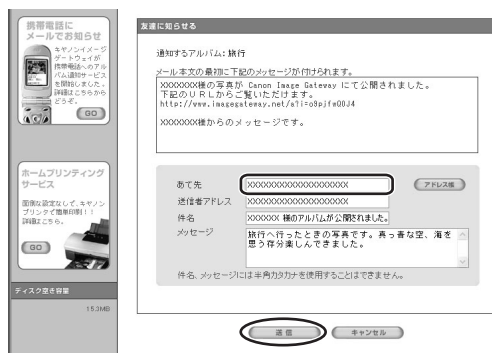 携帯電話に
メールでお知らせ
キヤノンイメージ
ゲートウェイが
携帯電話へのアル
バム通知サービス
を開始しました。
詳細はこちらから
どうぞ。
GO
ホームプリンティング
サービス
面倒な設定なしで、キヤノン
プリンタで簡単印刷!!
詳細はこちら。
GO
ディスク空き容量
15.3MB
友達に知らせる
通知するアルバム: 旅行
メール本文の最初に下記のメッセージが付けられます。
XXXXXXX様の写真が Canon Image Gateway にて公開されました。
下記のＵＲＬからご覧いただけます。
http://www.imagegateway.net/a?i=o9pjfm00J4
XXXXXXX様からのメッセージです。
あて先 XXXXXXXXXXXXXXXXXXXX アドレス帳
送信者アドレス XXXXXXXXXXXXXXXXXXXX
件名 XXXXXX 様のアルバムが公開されました。
メッセージ 旅行へ行ったときの写真です。真っ青な空、海を
思う存分楽しんできました。
件名、メッセージには半角カタカナを使用することはできません。
送信 キャンセル